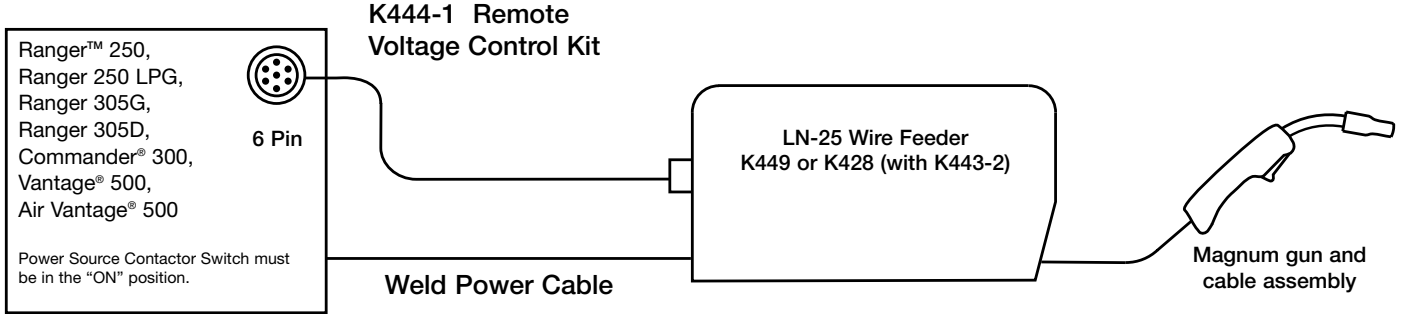 K444-1 Remote
Voltage Control Kit
Ranger™ 250,
Ranger 250 LPG,
Ranger 305G,
Ranger 305D,
Commander® 300,
Vantage® 500,
Air Vantage® 500
6 Pin
Power Source Contactor Switch must
be in the “ON” position.
Weld Power Cable
LN-25 Wire Feeder
K449 or K428 (with K443-2)
Magnum gun and
cable assembly